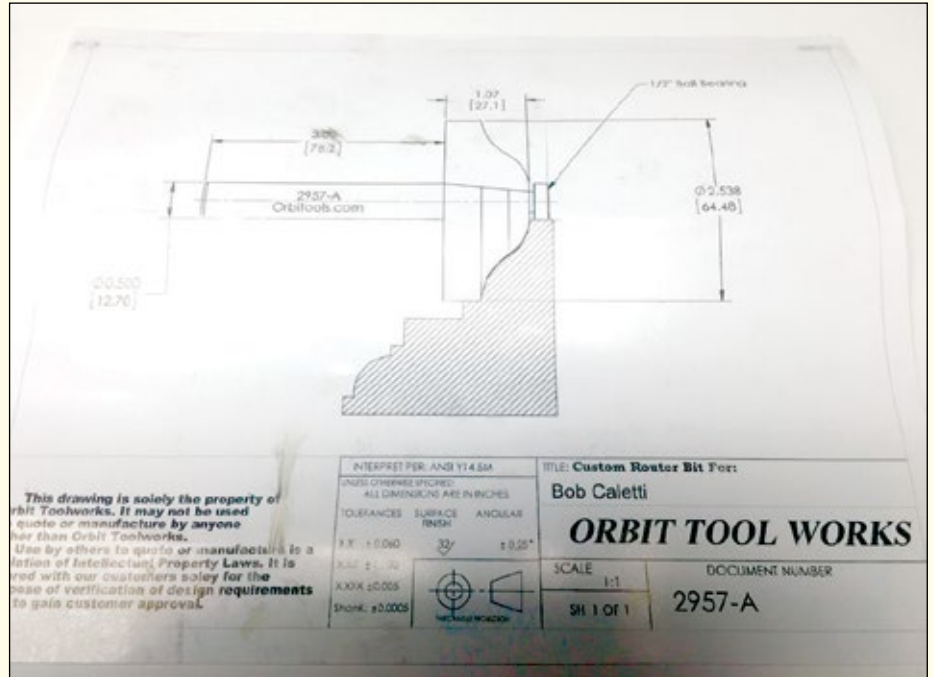 1.07
[27.1]
1/2" Ball Bearing
[76.2]
2957-A
Orbitools.com
Ø2.538
[64.48]
Ø0.500
[12.70]
This drawing is solely the property of
rbit Toolworks. It may not be used
quote or manufacture by anyone
her than Orbit Toolworks.
Use by others to quote or manufacture is a
lation of Intellectual Property Laws. It is
red with our customers soley for the
ose of verification of design requirements
to gain customer approval.
INTERPRET PER: ANSI Y14.5M
UNLESS OTHERWISE SPECIFIED:
ALL DIMENSIONS ARE IN INCHES
TOLERANCES SURFACE FINISH ANGULAR
X.X ±0.060 32/ ±0.25°
X.XXX ±0.005
Shank: ±0.0005
THIRD ANGLE PROJECTION
TITLE: Custom Router Bit For:
Bob Caletti
ORBIT TOOL WORKS
SCALE
1:1
SH 1 OF 1
DOCUMENT NUMBER
2957-A